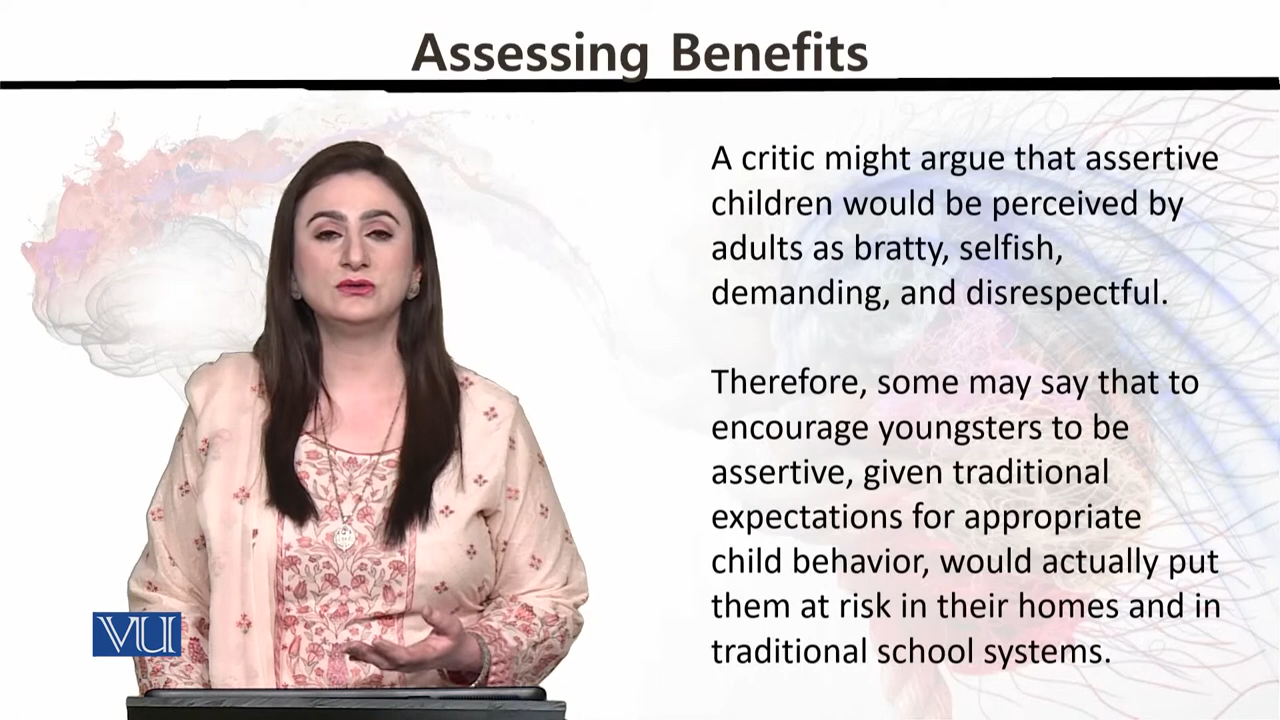 Assessing Benefits
A critic might argue that assertive
children would be perceived by
adults as bratty, selfish,
demanding, and disrespectful.
Therefore, some may say that to
encourage youngsters to be
assertive, given traditional
expectations for appropriate
child behavior, would actually put
them at risk in their homes and in
traditional school systems.
VU